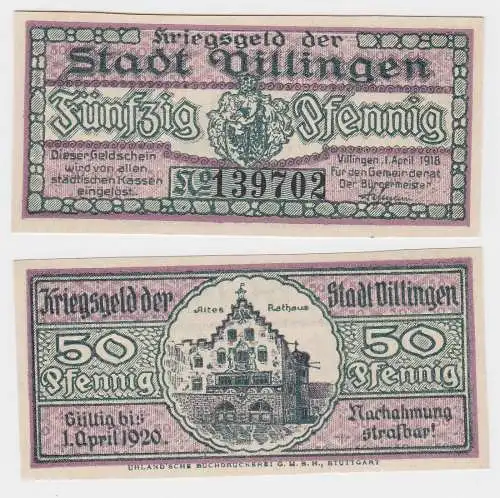 Kriegsgeld der
Stadt Villingen
Fünfzig Pfennig
Dieser Geldschein
wird von allen
städtischen Kassen
eingelöst.
No 139702
Villingen, 1. April 1918
für den Gemeinderat
Der Bürgermeister
Kriegsgeld der Stadt Villingen
Altes Rathaus
50 Pfennig
50 Pfennig
Gültig bis
1. April 1920.
Nachahmung
strafbar!
UHLAND'SCHE BUCHDRUCKEREI G.M.B.H., STUTTGART